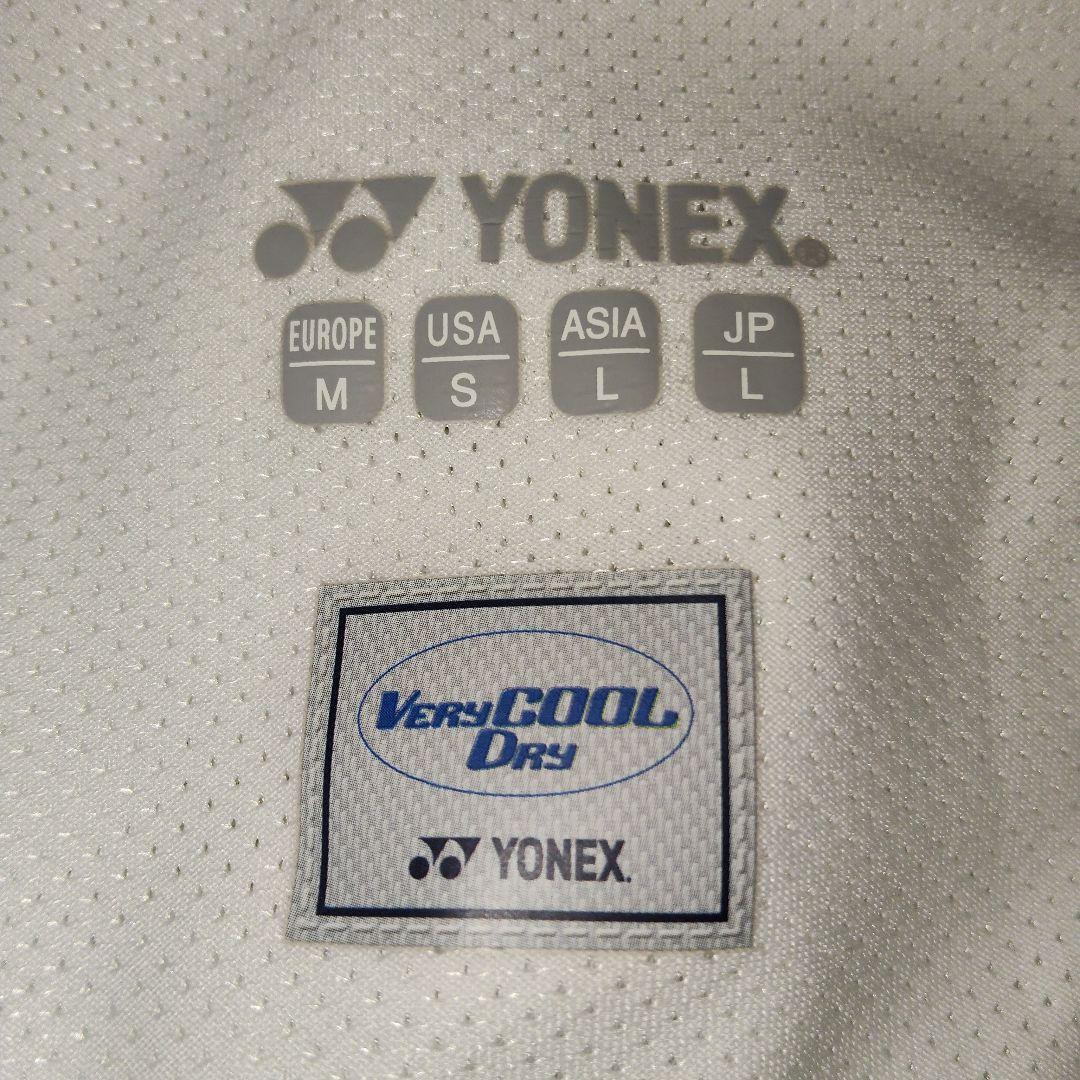 YONEX®
EUROPE USA ASIA JP
M S L L
VERY COOL
DRY
YONEX.